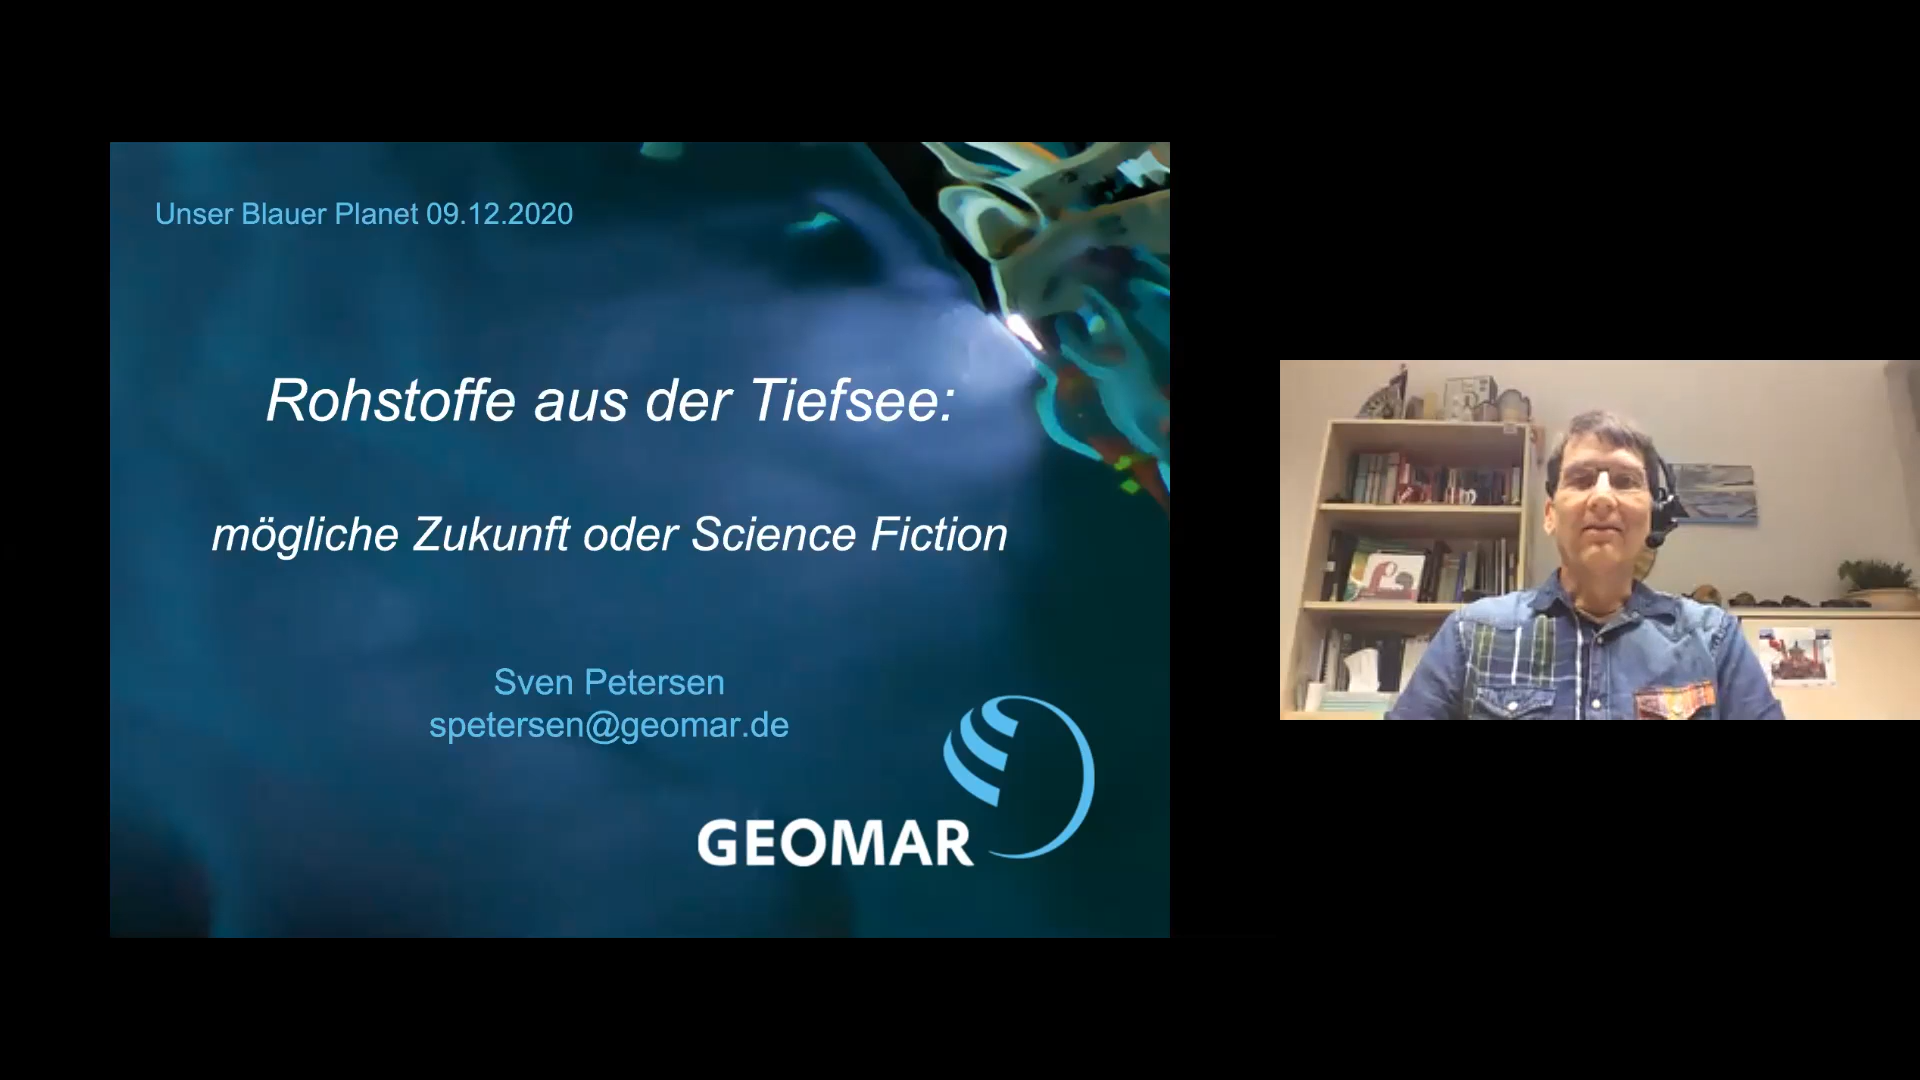 Unser Blauer Planet 09.12.2020
Rohstoffe aus der Tiefsee:
mögliche Zukunft oder Science Fiction
Sven Petersen
spetersen@geomar.de
GEOMAR